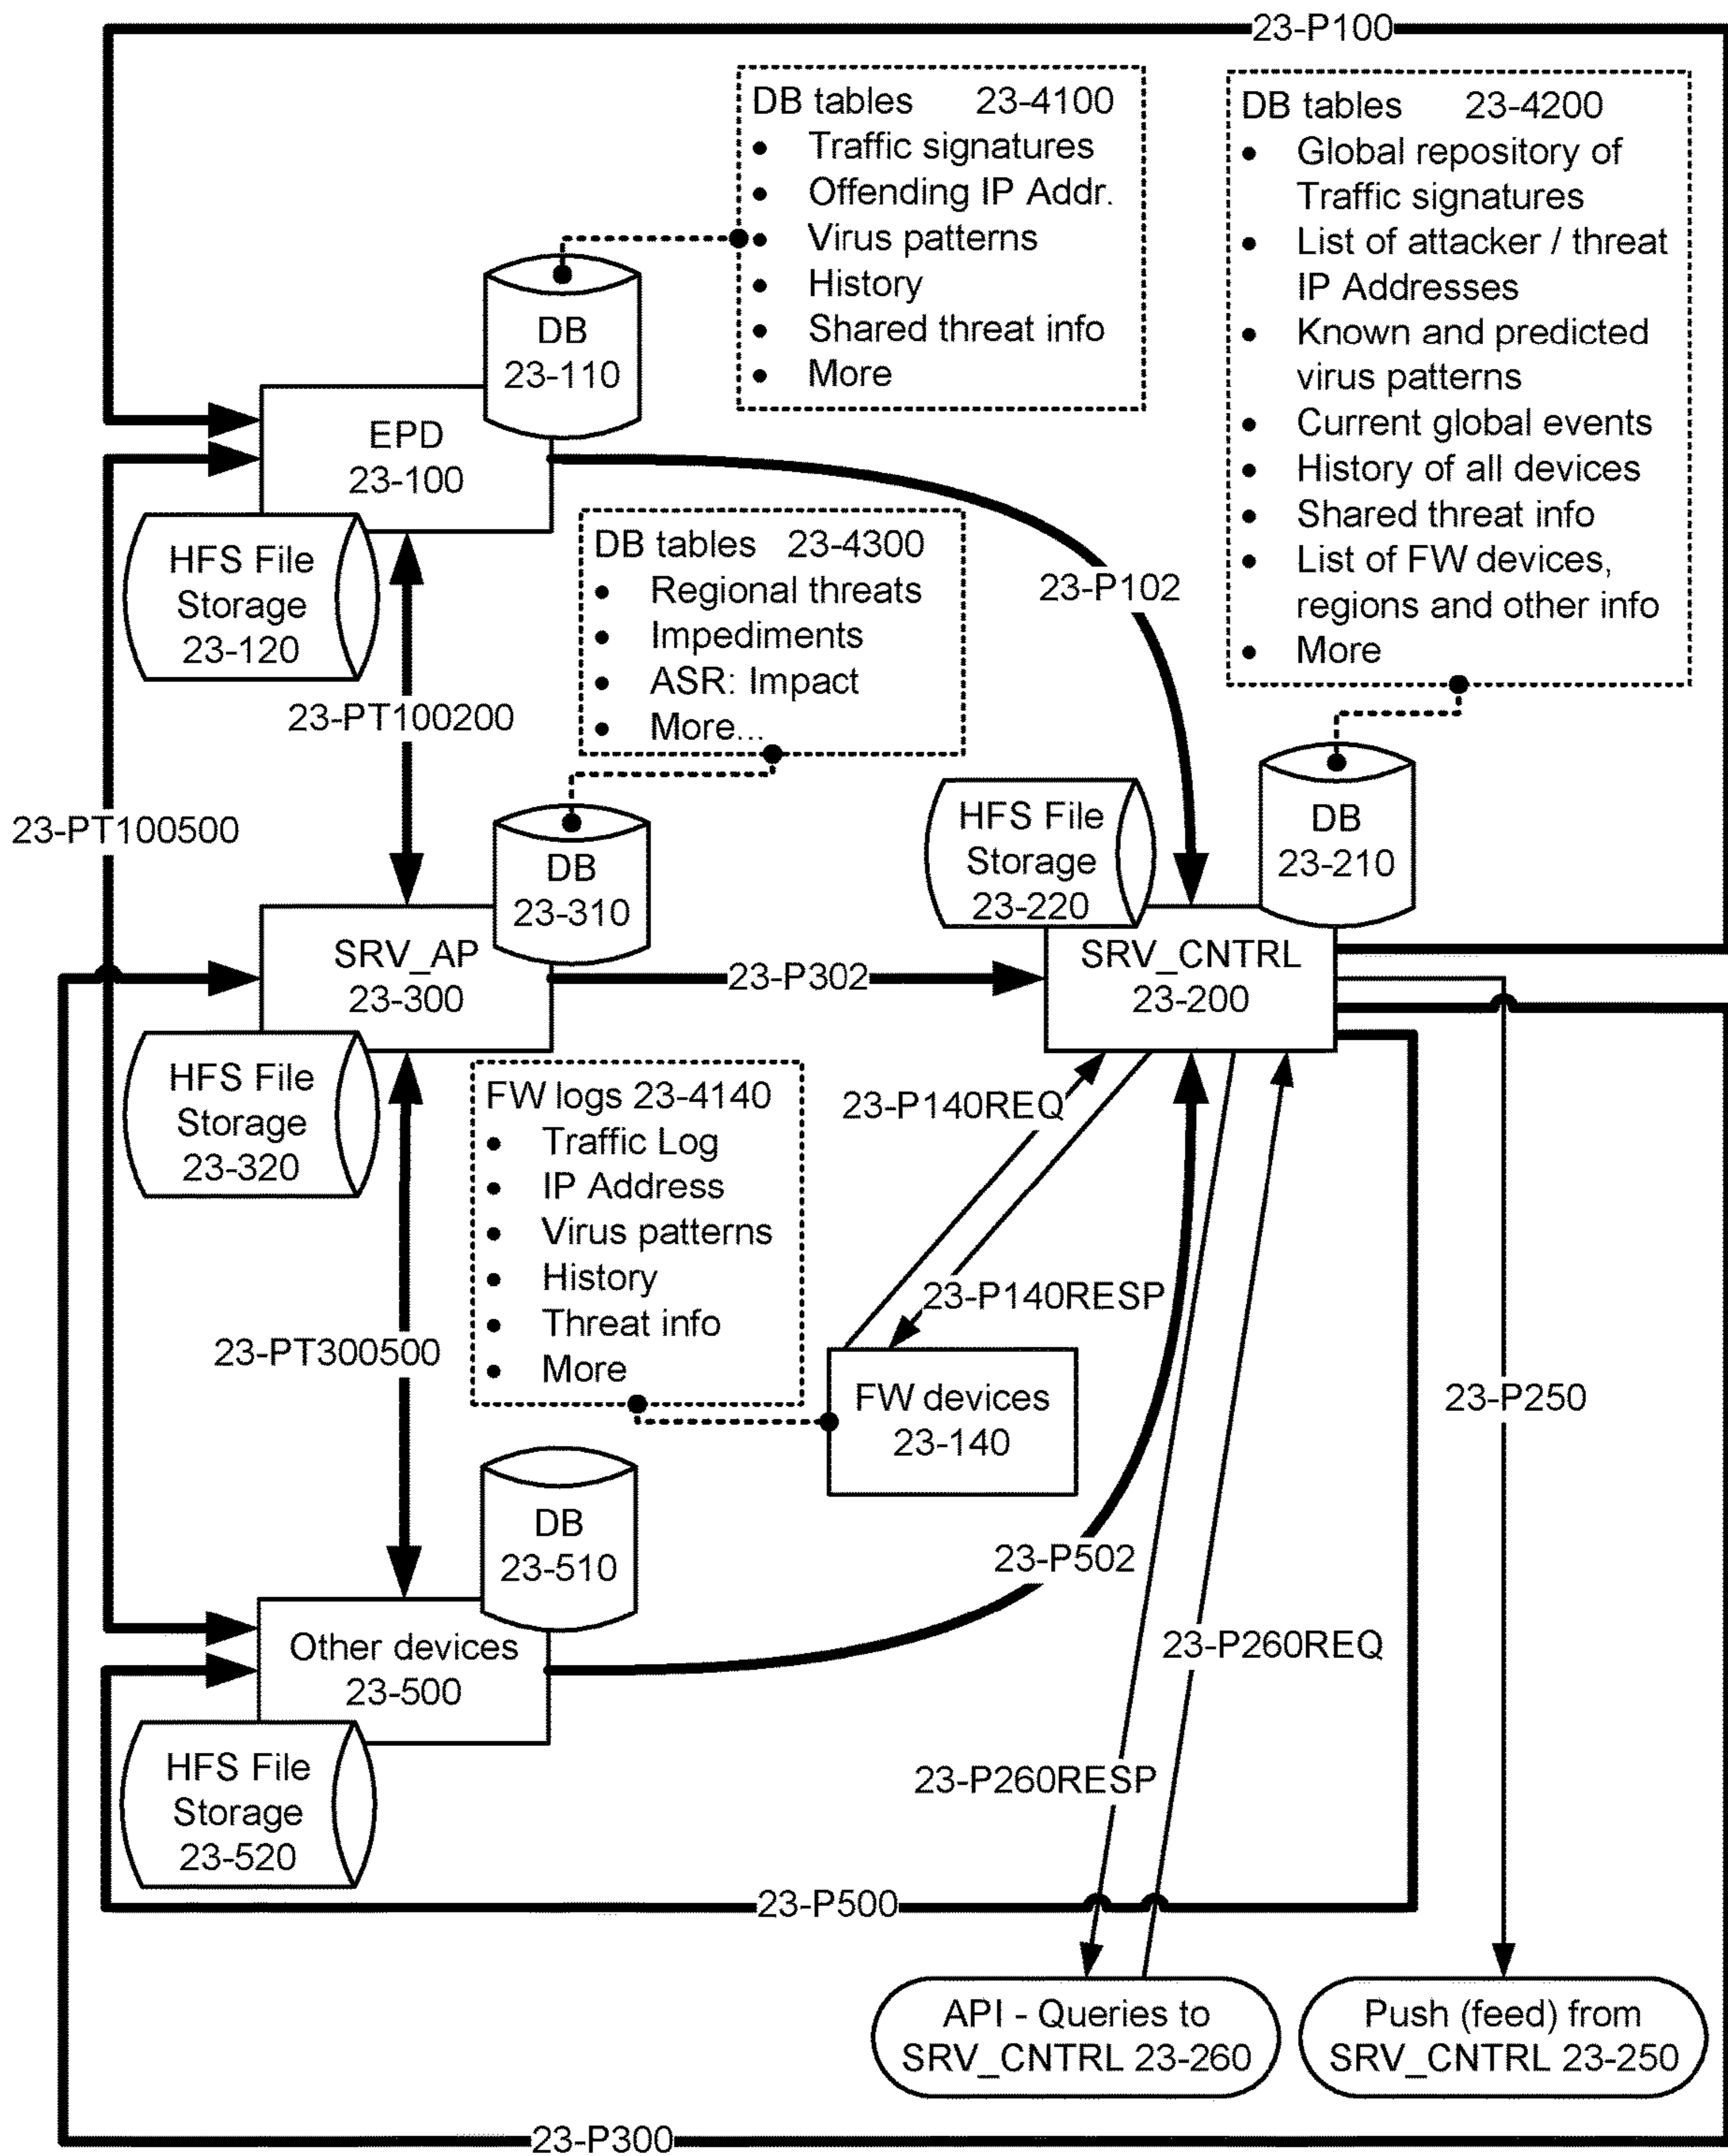 23-P100
DB tables 23-4100
• Traffic signatures
• Offending IP Addr.
• Virus patterns
• History
• Shared threat info
• More
DB tables 23-4200
• Global repository of
Traffic signatures
• List of attacker / threat
IP Addresses
• Known and predicted
virus patterns
• Current global events
• History of all devices
• Shared threat info
• List of FW devices,
regions and other info
• More
DB
23-110
EPD
23-100
HFS File
Storage
23-120
DB tables 23-4300
• Regional threats
• Impediments
• ASR: Impact
• More...
23-P102
23-PT100200
23-PT100500
DB
23-310
HFS File
Storage
23-220
DB
23-210
SRV_AP
23-300
23-P302
SRV_CNTRL
23-200
HFS File
Storage
23-320
FW logs 23-4140
• Traffic Log
• IP Address
• Virus patterns
• History
• Threat info
• More
23-P140REQ
23-P140RESP
23-PT300500
FW devices
23-140
23-P250
DB
23-510
23-P502
Other devices
23-500
23-P260REQ
HFS File
Storage
23-520
23-P260RESP
23-P500
API - Queries to
SRV_CNTRL 23-260
Push (feed) from
SRV_CNTRL 23-250
23-P300